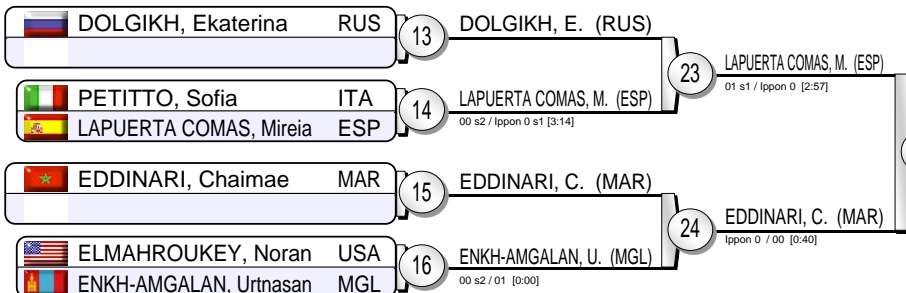 DOLGIKH, Ekaterina RUS
13
DOLGIKH, E. (RUS)
PETITTO, Sofia ITA
LAPUERTA COMAS, Mireia ESP
14
LAPUERTA COMAS, M. (ESP)
00 s2 / Ippon 0 s1 [3:14]
23
LAPUERTA COMAS, M. (ESP)
01 s1 / Ippon 0 [2:57]
EDDINARI, Chaimae MAR
15
EDDINARI, C. (MAR)
ELMAHROUKEY, Noran USA
ENKH-AMGALAN, Urtnasan MGL
16
ENKH-AMGALAN, U. (MGL)
00 s2 / 01 [0:00]
24
EDDINARI, C. (MAR)
Ippon 0 / 00 [0:40]